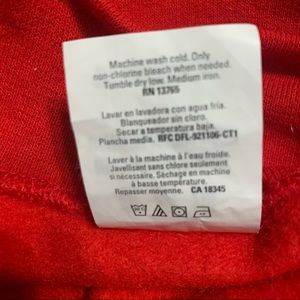 Machine wash cold. Only
non-chlorine bleach when needed.
Tumble dry low. Medium iron.
RN 13765
Lavar en lavadora con agua fría.
Blanqueador sin cloro.
Secar a temperatura baja.
Plancha media. RFC DFL-921106-CT1
Laver à la machine à l'eau froide.
Javellisant sans chlore seulement
si nécessaire. Séchage en machine
à basse température.
Repasser moyenne. CA 18345